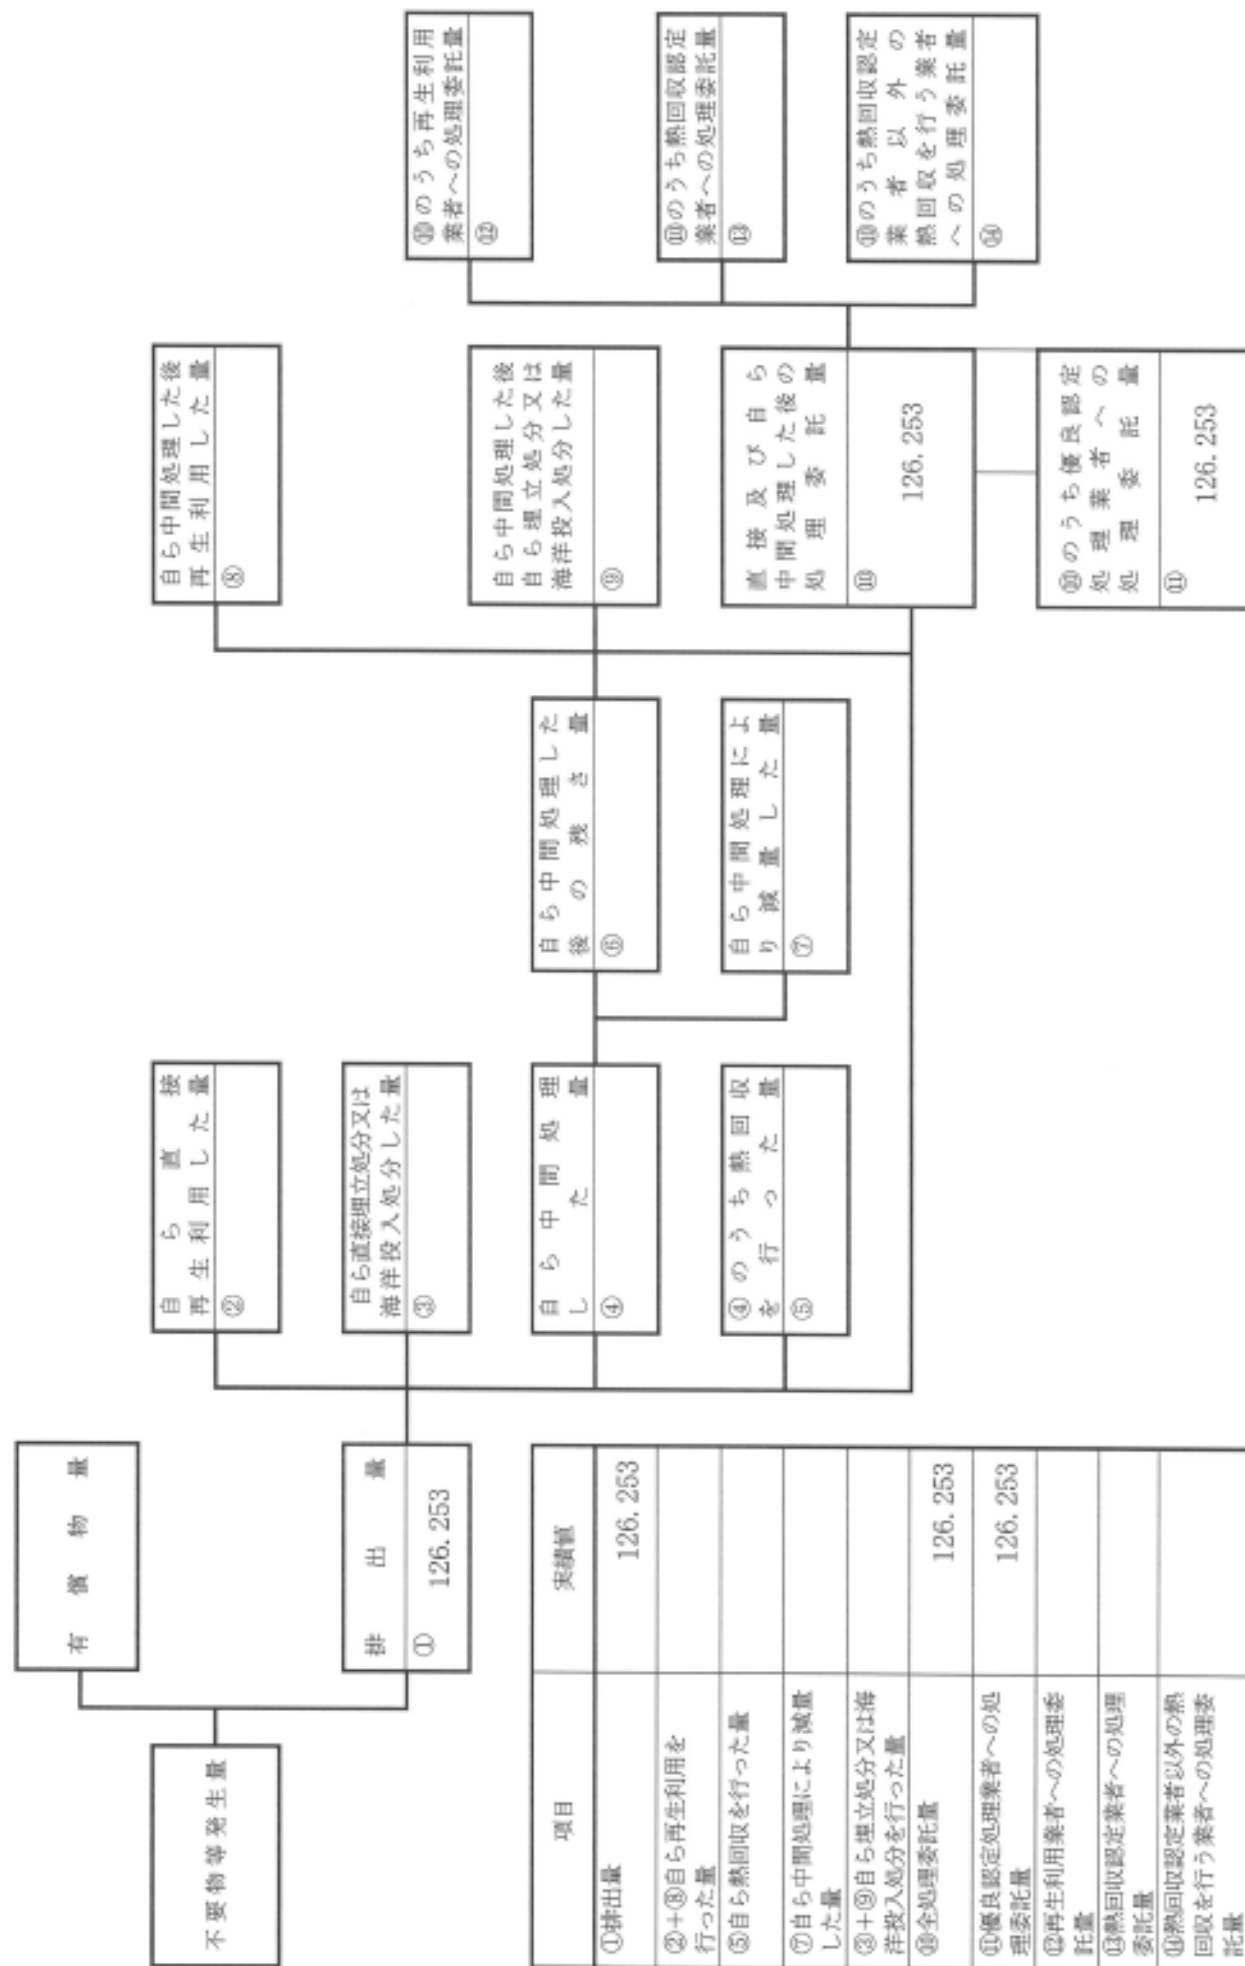 不要物等発生量
有償物量
排出量
① 126.253
自ら直接
再生利用した量
②
自ら直接埋立処分又は
海洋投入処分した量
③
自ら中間処理
した量
④
④のうち熱回収
を行った量
⑤
自ら中間処理した
後の残さ量
⑥
自ら中間処理によ
り減量した量
⑦
自ら中間処理した後
再生利用した量
⑧
自ら中間処理した後
自ら埋立処分又は
海洋投入処分した量
⑨
直接及び自ら
中間処理した後の
処理委託量
⑩
126.253
⑩のうち優良認定
処理業者への
処理委託量
⑪
126.253
⑩のうち再生利用
業者への処理委託量
⑫
⑩のうち熱回収認定
業者への処理委託量
⑬
⑩のうち熱回収認定
業者以外の
熱回収を行う業者
への処理委託量
⑭
項目 実績値
①排出量 126.253
②+⑧自ら再生利用を
行った量
⑤自ら熱回収を行った量
⑦自ら中間処理により減量
した量
③+⑨自ら埋立処分又は海
洋投入処分を行った量
⑩全処理委託量 126.253
⑪優良認定処理業者への処
理委託量 126.253
⑫再生利用業者への処理委
託量
⑬熱回収認定業者への処理
委託量
⑭熱回収認定業者以外の熱
回収を行う業者への処理委
託量